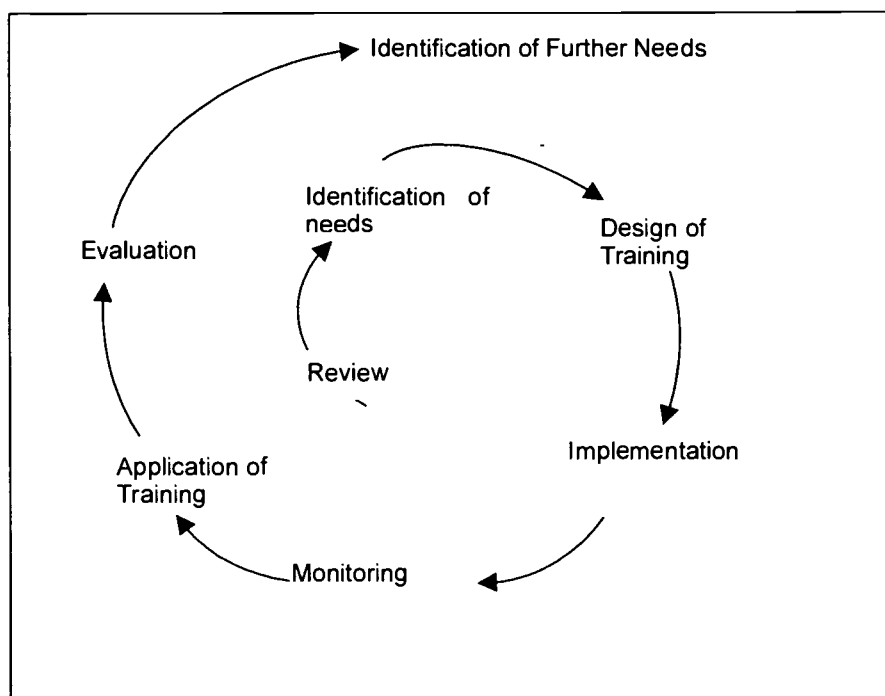 Identification of Further Needs
Identification of
needs
Design of
Training
Evaluation
Review
Implementation
Application of
Training
Monitoring